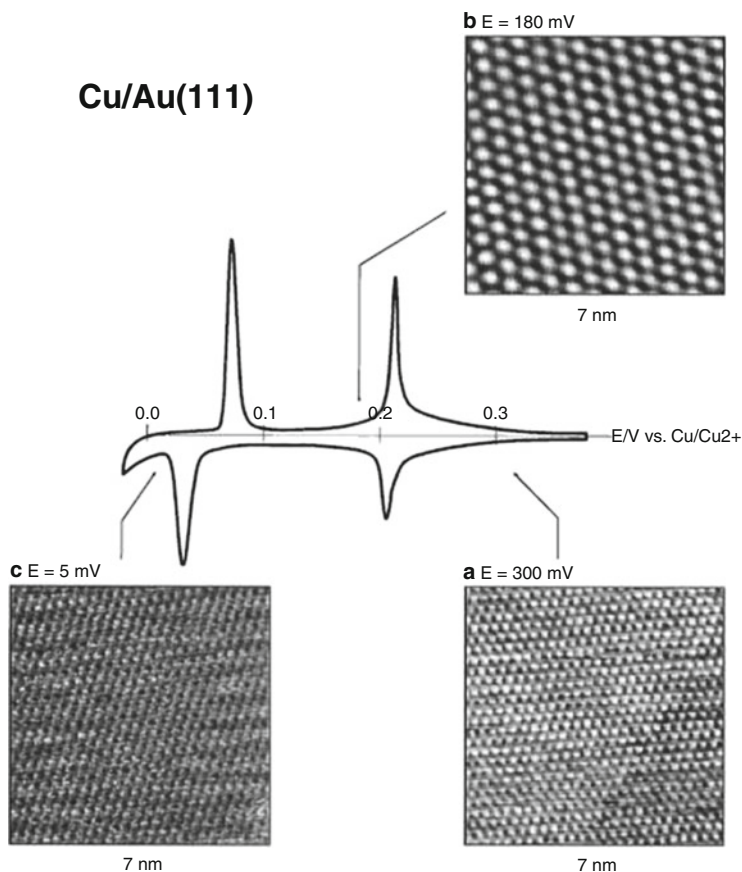 b E = 180 mV
Cu/Au(111)
7 nm
0.0 0.1 0.2 0.3
E/V vs. Cu/Cu2+
c E = 5 mV
a E = 300 mV
7 nm
7 nm